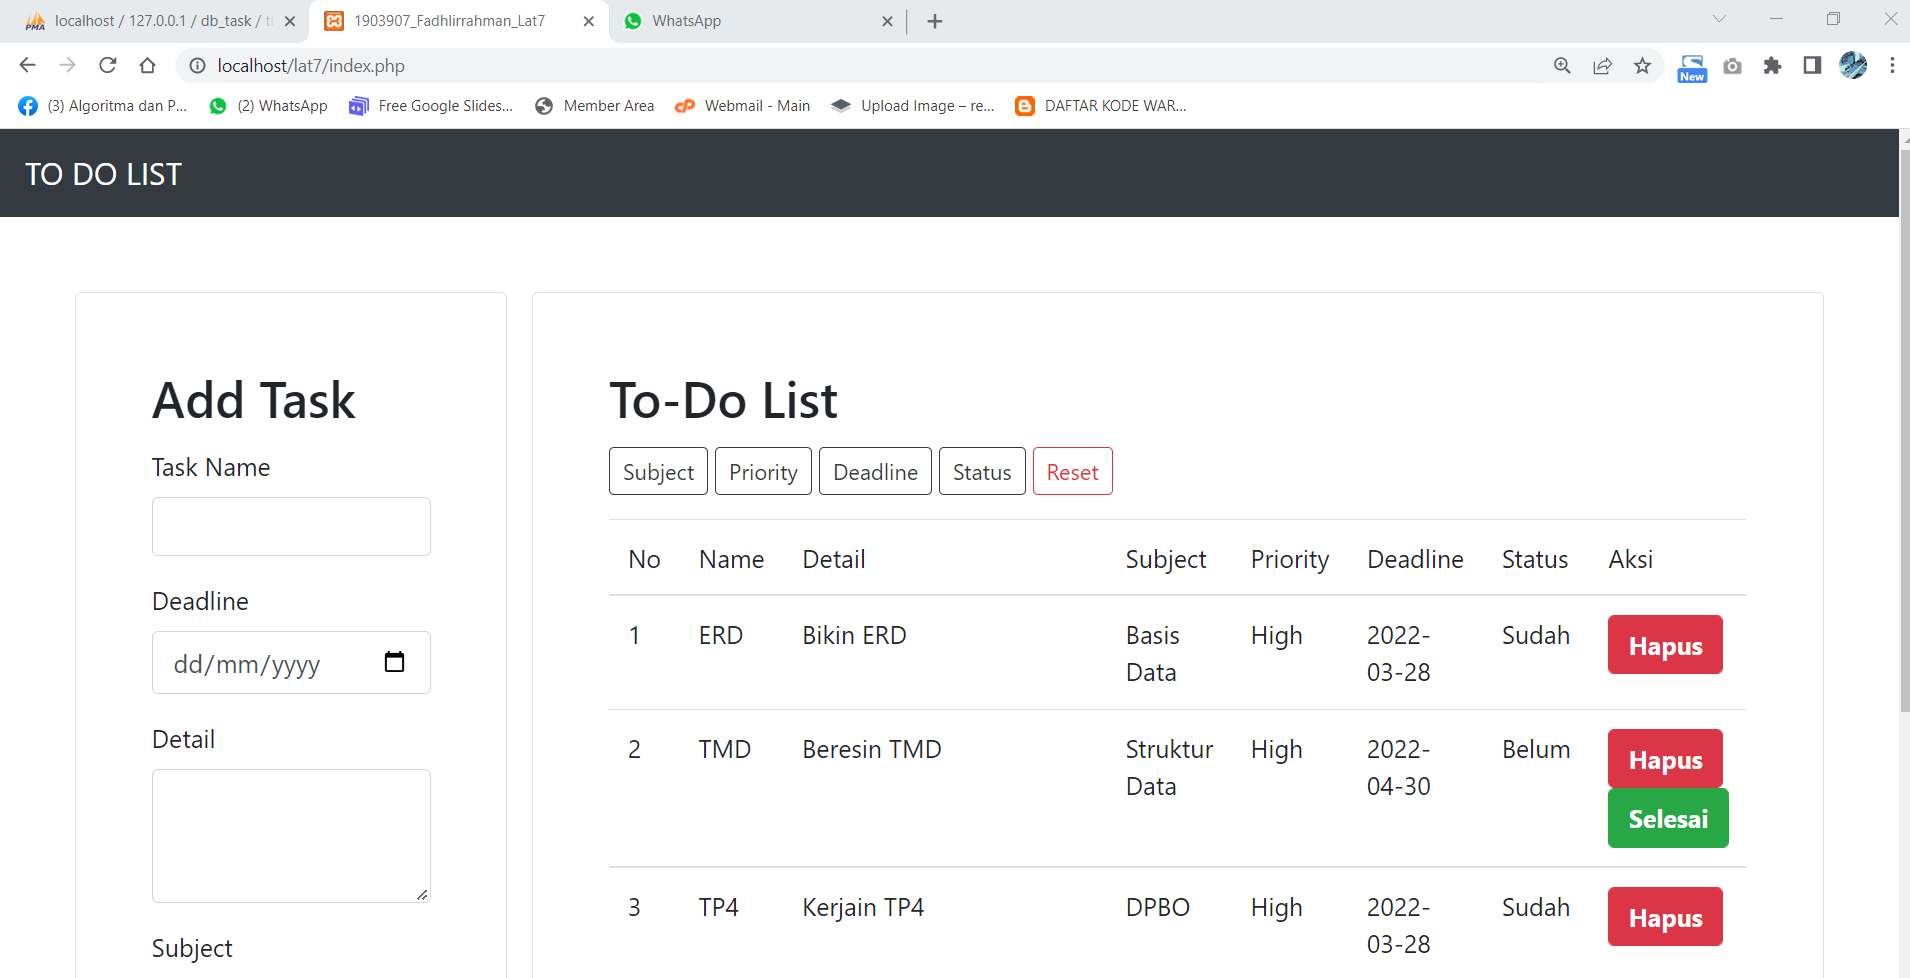 localhost / 127.0.0.1 / db_task / t
1903907_Fadhlirrahman_Lat7
WhatsApp
localhost/lat7/index.php
New
(3) Algoritma dan P...
(2) WhatsApp
Free Google Slides...
Member Area
Webmail - Main
Upload Image – re...
DAFTAR KODE WAR...
TO DO LIST
Add Task
Task Name
Deadline
dd/mm/yyyy
Detail
Subject
To-Do List
Subject Priority Deadline Status Reset
No Name Detail Subject Priority Deadline Status Aksi
1 ERD Bikin ERD Basis Data High 2022-03-28 Sudah Hapus
2 TMD Beresin TMD Struktur Data High 2022-04-30 Belum Hapus
Selesai
3 TP4 Kerjain TP4 DPBO High 2022-03-28 Sudah Hapus